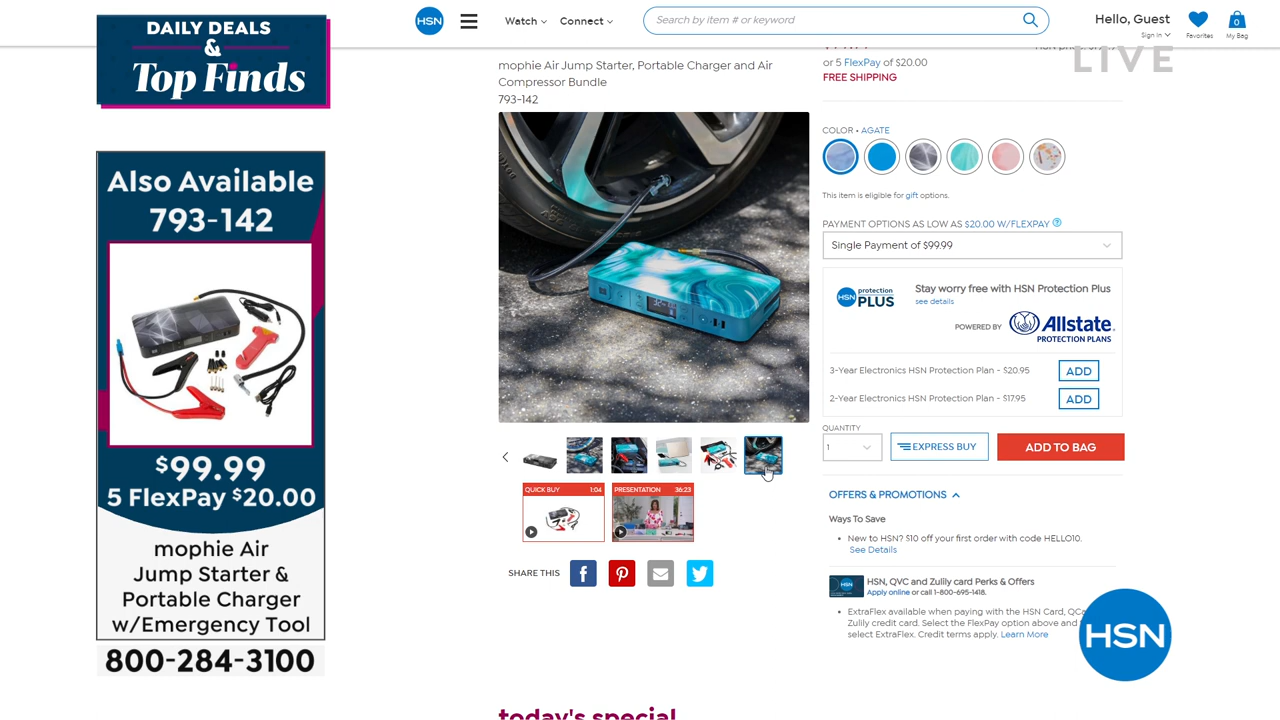 DAILY DEALS
&
Top Finds
Also Available
793-142
$99.99
5 FlexPay $20.00
mophie Air
Jump Starter &
Portable Charger
w/Emergency Tool
800-284-3100
HSN
Watch
Connect
Search by item # or keyword
Hello, Guest
Sign in
Favorites
0
My Bag
LIVE
mophie Air Jump Starter, Portable Charger and Air
Compressor Bundle
793-142
or 5 FlexPay of $20.00
FREE SHIPPING
COLOR • AGATE
This item is eligible for gift options.
PAYMENT OPTIONS AS LOW AS $20.00 W/FLEXPAY ?
Single Payment of $99.99
HSN protection PLUS
Stay worry free with HSN Protection Plus
see details
POWERED BY Allstate
PROTECTION PLANS
3-Year Electronics HSN Protection Plan - $20.95 ADD
2-Year Electronics HSN Protection Plan - $17.95 ADD
QUANTITY
1
EXPRESS BUY
ADD TO BAG
QUICK BUY 1:04
PRESENTATION 36:23
SHARE THIS
OFFERS & PROMOTIONS
Ways To Save
• New to HSN? $10 off your first order with code HELLO10.
See Details
HSN, QVC and Zulily card Perks & Offers
Apply online or call 1-800-695-1418.
• ExtraFlex available when paying with the HSN Card, QCa
Zulily credit card. Select the FlexPay option above and
select ExtraFlex. Credit terms apply. Learn More
HSN
today's special